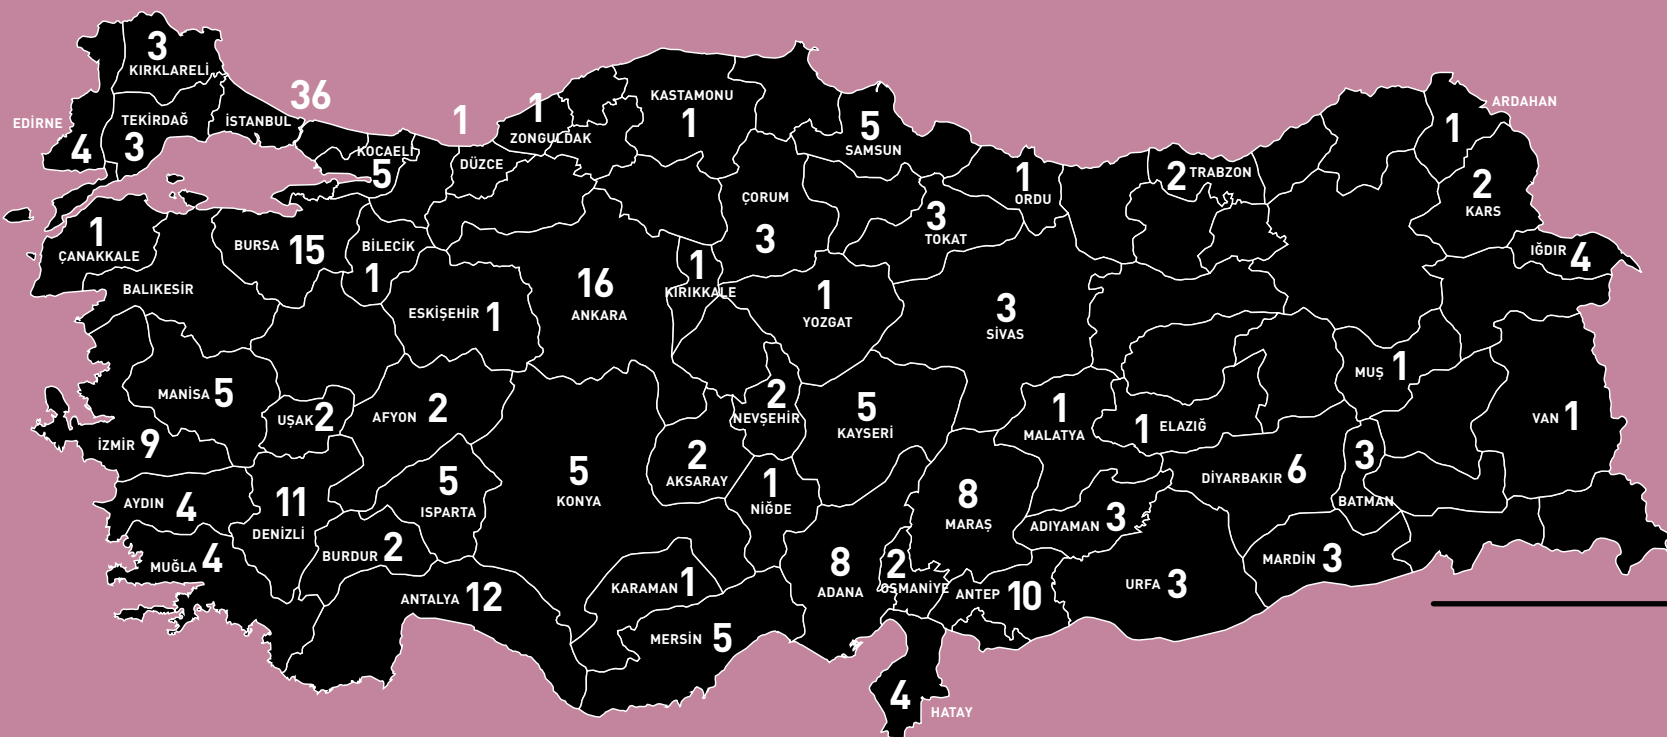 3
KIRKLARELİ
36
EDİRNE
4
TEKİRDAĞ
3
İSTANBUL
KOCAELİ
5
1
DÜZCE
1
ZONGULDAK
KASTAMONU
1
5
SAMSUN
1
ORDU
2 TRABZON
ARDAHAN
1
2
KARS
IĞDIR 4
1
ÇANAKKALE
BALIKESİR
BURSA 15
BİLECİK
1
ESKİŞEHİR 1
16
ANKARA
1
KIRIKKALE
ÇORUM
3
3
TOKAT
1
YOZGAT
3
SİVAS
MUŞ 1
MANİSA 5
UŞAK 2
AFYON 2
2
NEVŞEHİR
5
KAYSERİ
1
MALATYA
1 ELAZIĞ
VAN 1
İZMİR 9
AYDIN 4
11
DENİZLİ
5
ISPARTA
5
KONYA
2
AKSARAY
1
NİĞDE
8
MARAŞ
ADIYAMAN 3
DİYARBAKIR 6
3
BATMAN
MUĞLA 4
BURDUR 2
ANTALYA 12
KARAMAN 1
MERSİN 5
8
ADANA
2
OSMANİYE
ANTEP 10
URFA 3
MARDİN 3
4
HATAY